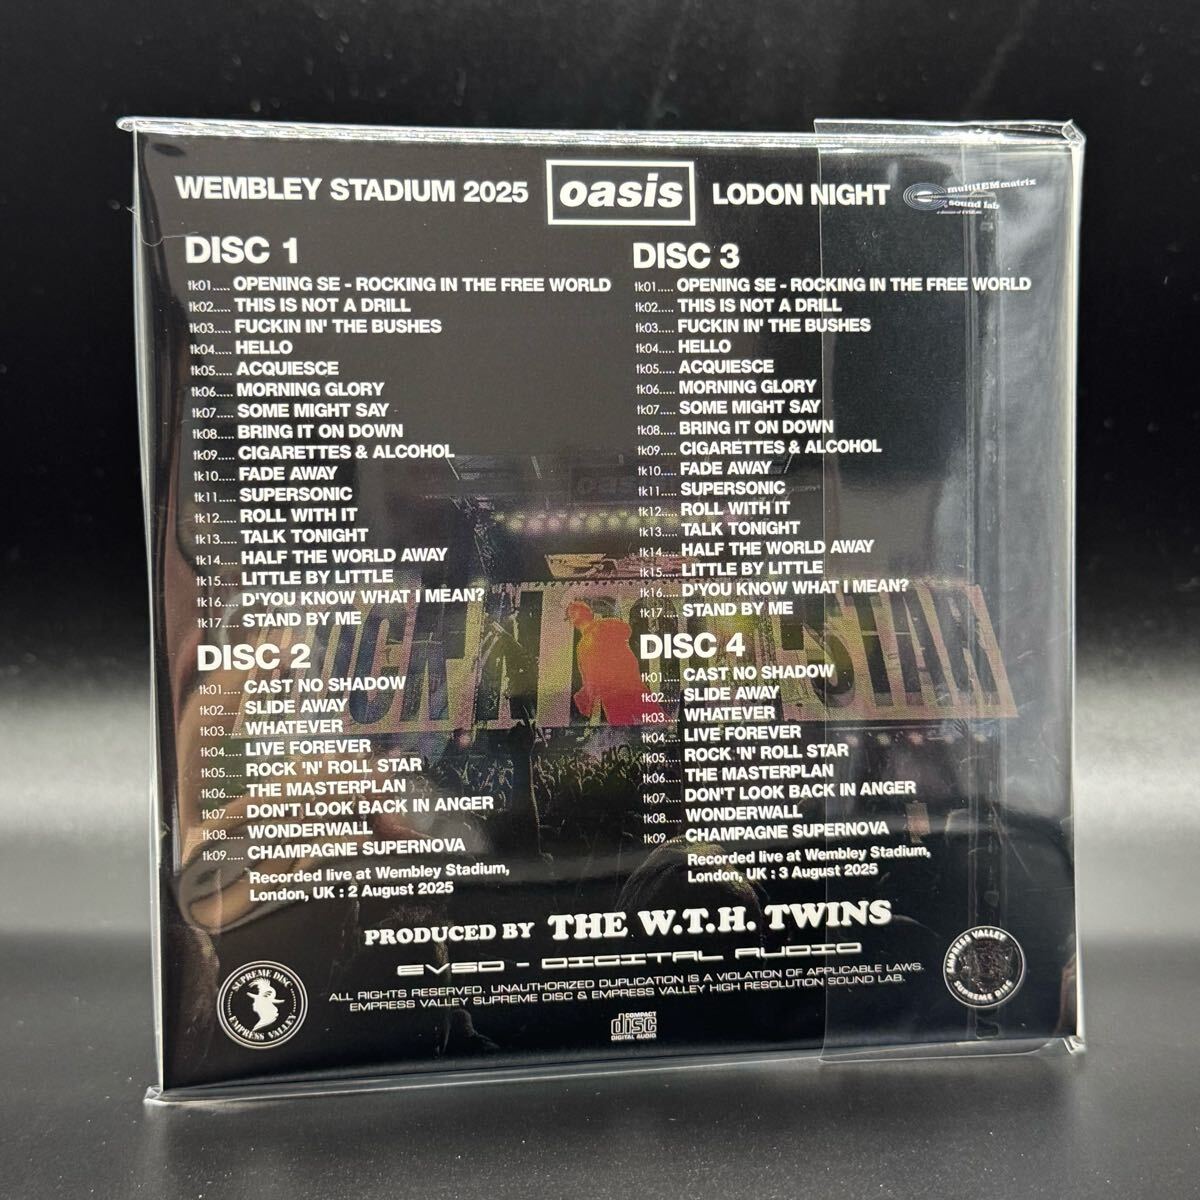 WEMBLEY STADIUM 2025 oasis LODON NIGHT multiIEMmatrix sound lab
DISC 1
tk01..... OPENING SE - ROCKING IN THE FREE WORLD
tk02..... THIS IS NOT A DRILL
tk03..... FUCKIN IN' THE BUSHES
tk04..... HELLO
tk05..... ACQUIESCE
tk06..... MORNING GLORY
tk07..... SOME MIGHT SAY
tk08..... BRING IT ON DOWN
tk09..... CIGARETTES & ALCOHOL
tk10..... FADE AWAY
tk11..... SUPERSONIC
tk12..... ROLL WITH IT
tk13..... TALK TONIGHT
tk14..... HALF THE WORLD AWAY
tk15..... LITTLE BY LITTLE
tk16..... D'YOU KNOW WHAT I MEAN?
tk17..... STAND BY ME
DISC 2
tk01..... CAST NO SHADOW
tk02..... SLIDE AWAY
tk03..... WHATEVER
tk04..... LIVE FOREVER
tk05..... ROCK 'N' ROLL STAR
tk06..... THE MASTERPLAN
tk07..... DON'T LOOK BACK IN ANGER
tk08..... WONDERWALL
tk09..... CHAMPAGNE SUPERNOVA
Recorded live at Wembley Stadium,
London, UK : 2 August 2025
DISC 3
tk01..... OPENING SE - ROCKING IN THE FREE WORLD
tk02..... THIS IS NOT A DRILL
tk03..... FUCKIN IN' THE BUSHES
tk04..... HELLO
tk05..... ACQUIESCE
tk06..... MORNING GLORY
tk07..... SOME MIGHT SAY
tk08..... BRING IT ON DOWN
tk09..... CIGARETTES & ALCOHOL
tk10..... FADE AWAY
tk11..... SUPERSONIC
tk12..... ROLL WITH IT
tk13..... TALK TONIGHT
tk14..... HALF THE WORLD AWAY
tk15..... LITTLE BY LITTLE
tk16..... D'YOU KNOW WHAT I MEAN?
tk17..... STAND BY ME
DISC 4
tk01..... CAST NO SHADOW
tk02..... SLIDE AWAY
tk03..... WHATEVER
tk04..... LIVE FOREVER
tk05..... ROCK 'N' ROLL STAR
tk06..... THE MASTERPLAN
tk07..... DON'T LOOK BACK IN ANGER
tk08..... WONDERWALL
tk09..... CHAMPAGNE SUPERNOVA
Recorded live at Wembley Stadium,
London, UK : 3 August 2025
PRODUCED BY THE W.T.H. TWINS
EVSD - DIGITAL AUDIO
ALL RIGHTS RESERVED. UNAUTHORIZED DUPLICATION IS A VIOLATION OF APPLICABLE LAWS.
EMPRESS VALLEY SUPREME DISC & EMPRESS VALLEY HIGH RESOLUTION SOUND LAB.
SUPREME DISC
EMPRESS VALLEY
COMPACT
disc
DIGITAL AUDIO
EMPRESS VALLEY
SUPREME DISC